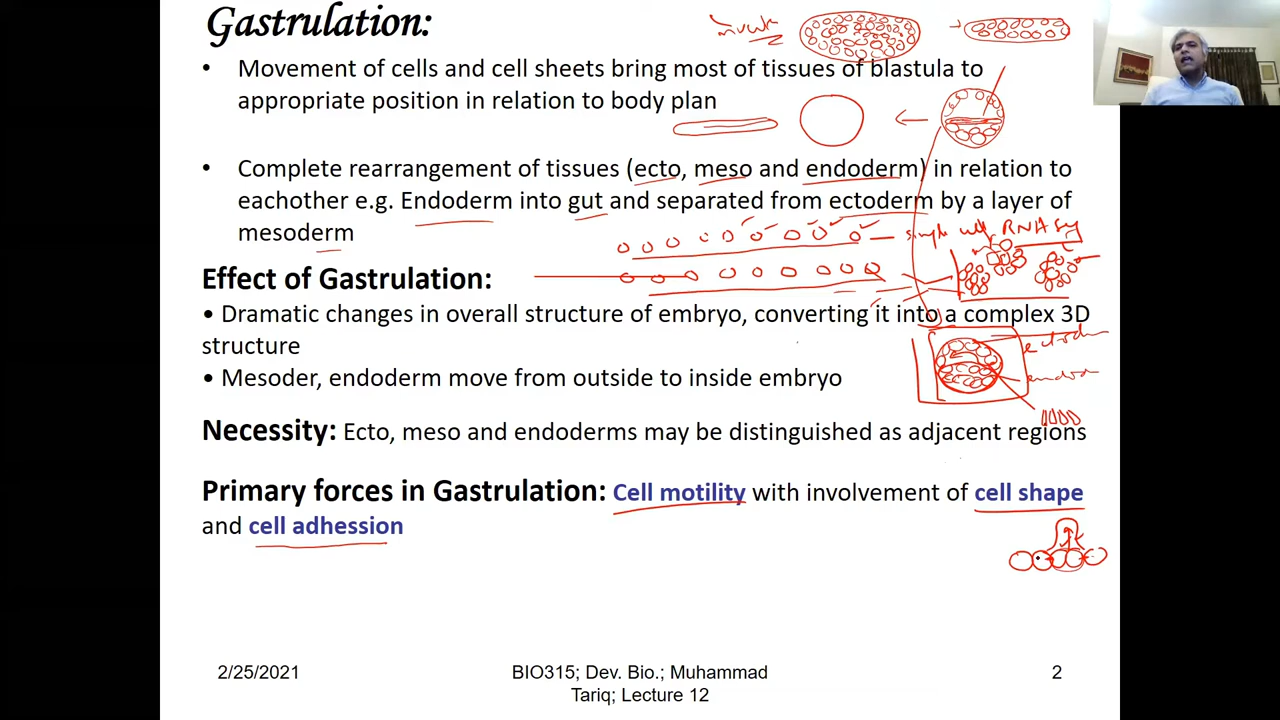 Gastrulation:
• Movement of cells and cell sheets bring most of tissues of blastula to
appropriate position in relation to body plan
• Complete rearrangement of tissues (ecto, meso and endoderm) in relation to
eachother e.g. Endoderm into gut and separated from ectoderm by a layer of
mesoderm
RNA Seq
Effect of Gastrulation:
• Dramatic changes in overall structure of embryo, converting it into a complex 3D
structure
ectoderm
• Mesoder, endoderm move from outside to inside embryo
Necessity: Ecto, meso and endoderms may be distinguished as adjacent regions
Primary forces in Gastrulation: Cell motility with involvement of cell shape
and cell adhession
2/25/2021
BIO315; Dev. Bio.; Muhammad
Tariq; Lecture 12
2